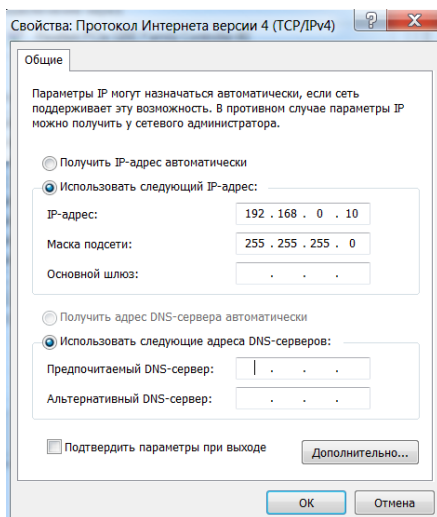 Свойства: Протокол Интернета версии 4 (TCP/IPv4)
Общие
Параметры IP могут назначаться автоматически, если сеть
поддерживает эту возможность. В противном случае параметры IP
можно получить у сетевого администратора.
Получить IP-адрес автоматически
Использовать следующий IP-адрес:
IP-адрес: 192 . 168 . 0 . 10
Маска подсети: 255 . 255 . 255 . 0
Основной шлюз: . . .
Получить адрес DNS-сервера автоматически
Использовать следующие адреса DNS-серверов:
Предпочитаемый DNS-сервер: . . .
Альтернативный DNS-сервер: . . .
Подтвердить параметры при выходе
Дополнительно...
ОК Отмена